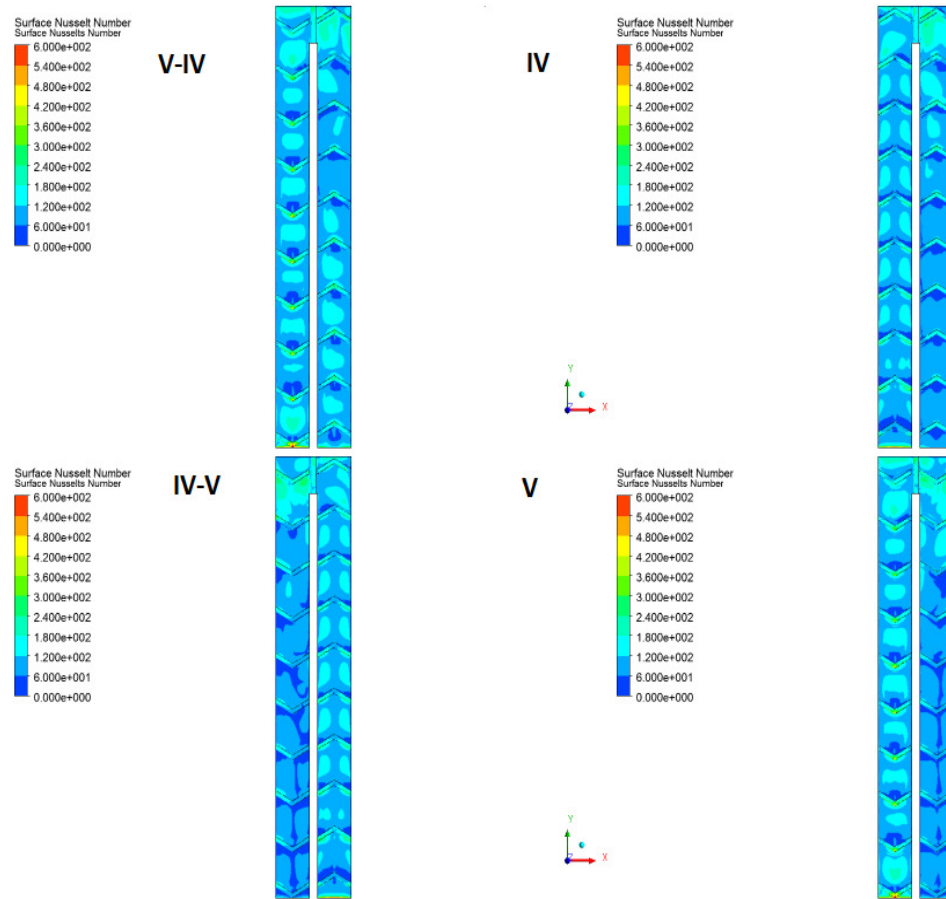 Surface Nusselt Number
Surface Nusselts Number
6.000e+002
5.400e+002
4.800e+002
4.200e+002
3.600e+002
3.000e+002
2.400e+002
1.800e+002
1.200e+002
6.000e+001
0.000e+000
V-IV
Surface Nusselt Number
Surface Nusselts Number
6.000e+002
5.400e+002
4.800e+002
4.200e+002
3.600e+002
3.000e+002
2.400e+002
1.800e+002
1.200e+002
6.000e+001
0.000e+000
IV
Y
Z
X
Surface Nusselt Number
Surface Nusselts Number
6.000e+002
5.400e+002
4.800e+002
4.200e+002
3.600e+002
3.000e+002
2.400e+002
1.800e+002
1.200e+002
6.000e+001
0.000e+000
IV-V
Surface Nusselt Number
Surface Nusselts Number
6.000e+002
5.400e+002
4.800e+002
4.200e+002
3.600e+002
3.000e+002
2.400e+002
1.800e+002
1.200e+002
6.000e+001
0.000e+000
V
Y
Z
X